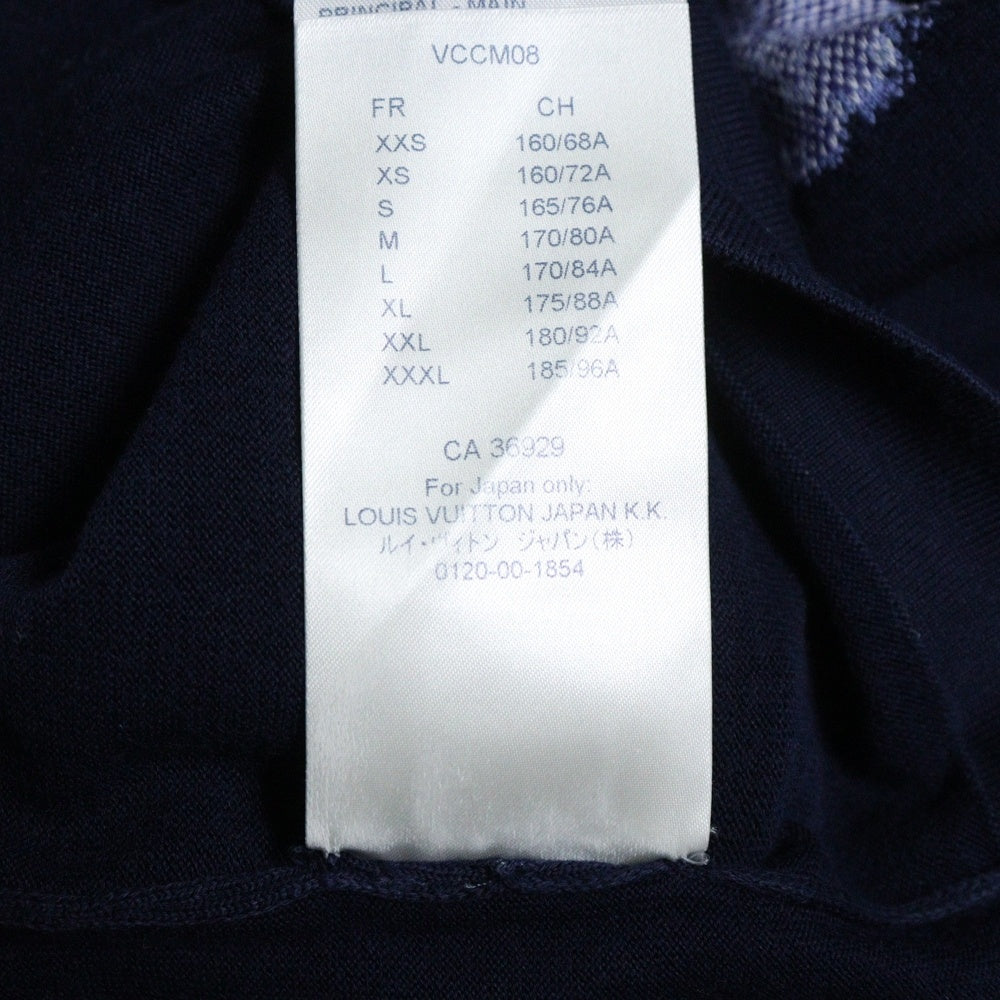 PRINCIPAL - MAIN
VCCM08
FR CH
XXS 160/68A
XS 160/72A
S 165/76A
M 170/80A
L 170/84A
XL 175/88A
XXL 180/92A
XXXL 185/96A
CA 36929
For Japan only:
LOUIS VUITTON JAPAN K.K.
ルイ・ヴィトン ジャパン(株)
0120-00-1854